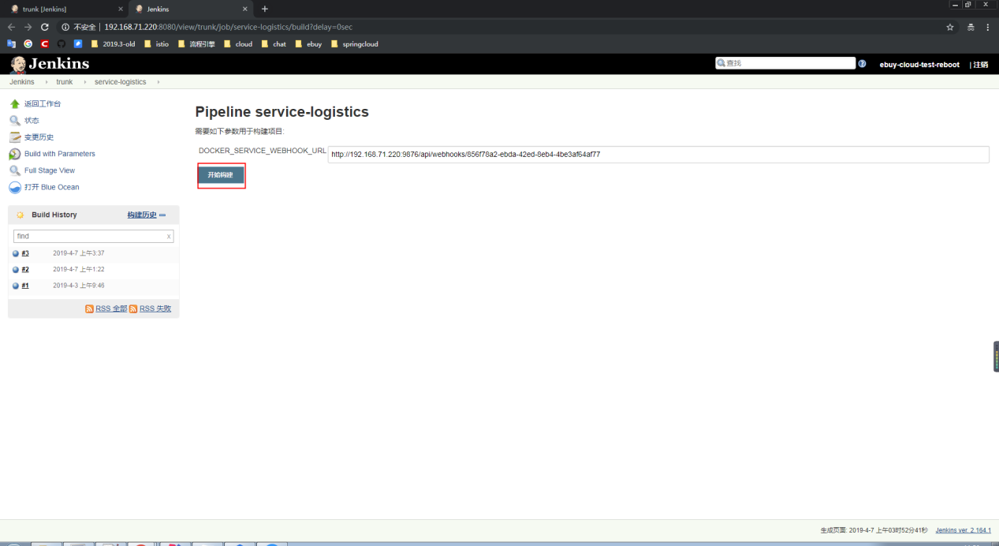 trunk [Jenkins]
Jenkins
不安全 | 192.168.71.220:8080/view/trunk/job/service-logistics/build?delay=0sec
2019.3-old istio 流程引擎 cloud chat ebuy springcloud
Jenkins
查找
ebuy-cloud-test-reboot | 注销
Jenkins trunk service-logistics
返回工作台
状态
变更历史
Build with Parameters
Full Stage View
打开 Blue Ocean
Build History 构建历史
find x
#3 2019-4-7 上午3:37
#2 2019-4-7 上午1:22
#1 2019-4-3 上午9:46
RSS 全部 RSS 失败
Pipeline service-logistics
需要如下参数用于构建项目:
DOCKER_SERVICE_WEBHOOK_URL http://192.168.71.220:9876/api/webhooks/856f78a2-ebda-42ed-8eb4-4be3af64af77
开始构建
生成页面: 2019-4-7 上午03时52分41秒 Jenkins ver. 2.164.1